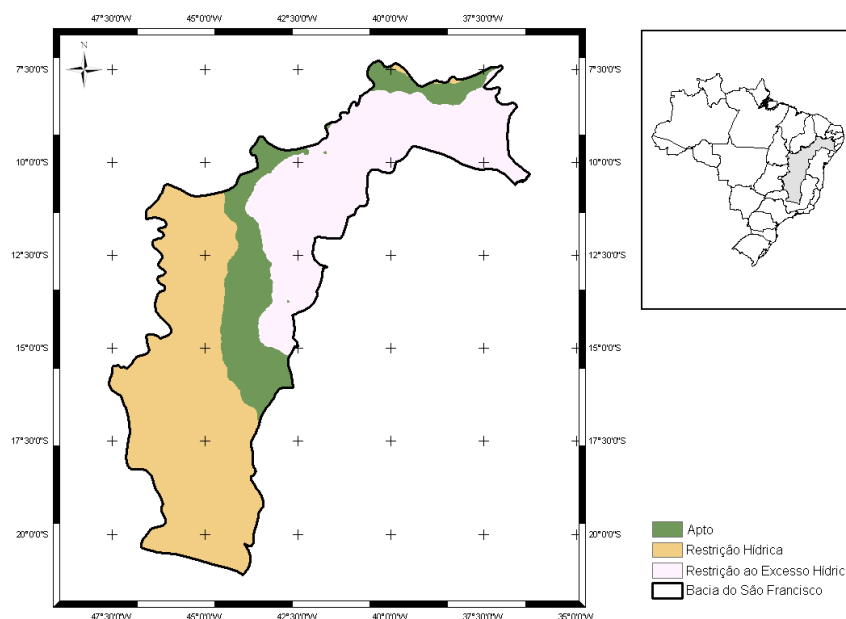 47°30'0"W 45°0'0"W 42°30'0"W 40°0'0"W 37°30'0"W 35°0'0"W
N
7°30'0"S 7°30'0"S
10°0'0"S 10°0'0"S
12°30'0"S 12°30'0"S
15°0'0"S 15°0'0"S
17°30'0"S 17°30'0"S
20°0'0"S 20°0'0"S
47°30'0"W 45°0'0"W 42°30'0"W 40°0'0"W 37°30'0"W 35°0'0"W
Apto
Restrição Hídrica
Restrição ao Excesso Hídric
Bacia do São Francisco